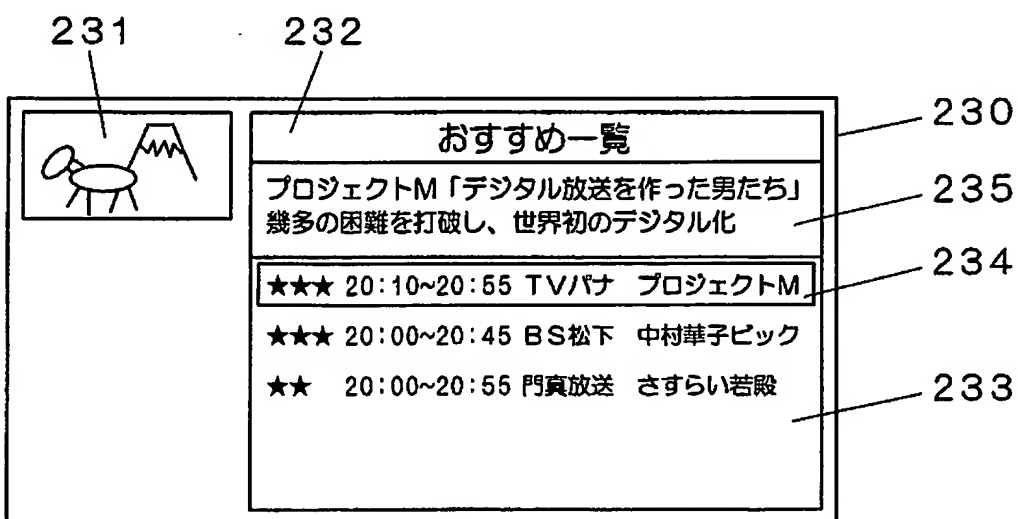 231
232
230
おすすめ一覧
プロジェクトM「デジタル放送を作った男たち」
幾多の困難を打破し、世界初のデジタル化
235
234
★★★ 20:10~20:55 TVパナ プロジェクトM
★★★ 20:00~20:45 BS松下 中村華子ピック
★★ 20:00~20:55 門真放送 さすらい若殿
233